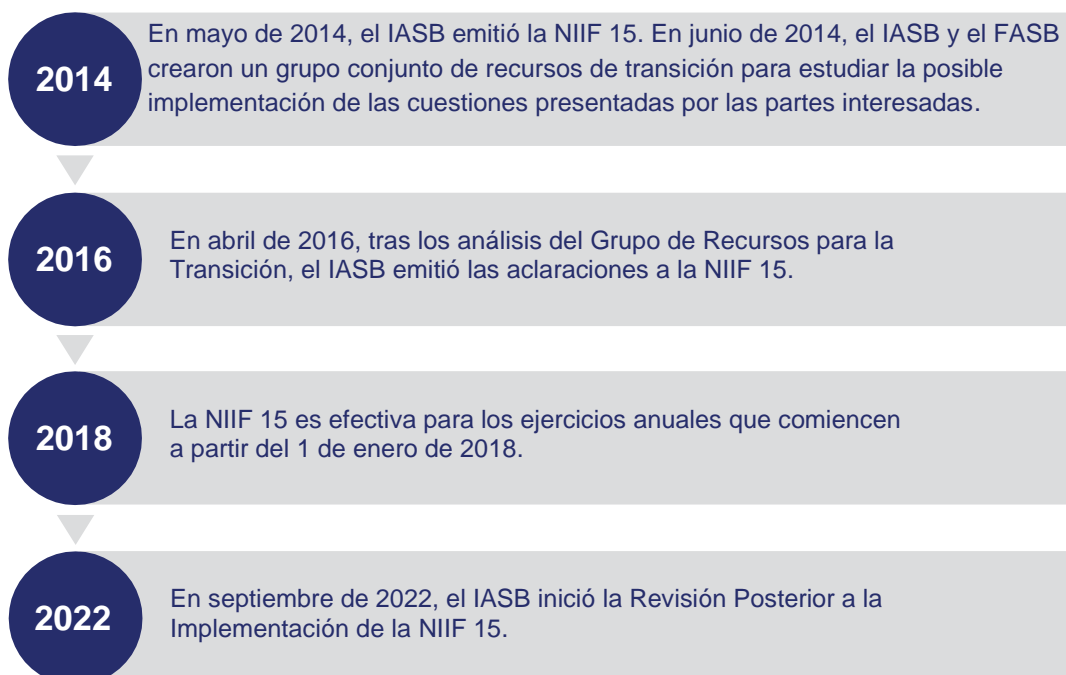 2014
En mayo de 2014, el IASB emitió la NIIF 15. En junio de 2014, el IASB y el FASB
crearon un grupo conjunto de recursos de transición para estudiar la posible
implementación de las cuestiones presentadas por las partes interesadas.
2016
En abril de 2016, tras los análisis del Grupo de Recursos para la
Transición, el IASB emitió las aclaraciones a la NIIF 15.
2018
La NIIF 15 es efectiva para los ejercicios anuales que comiencen
a partir del 1 de enero de 2018.
2022
En septiembre de 2022, el IASB inició la Revisión Posterior a la
Implementación de la NIIF 15.